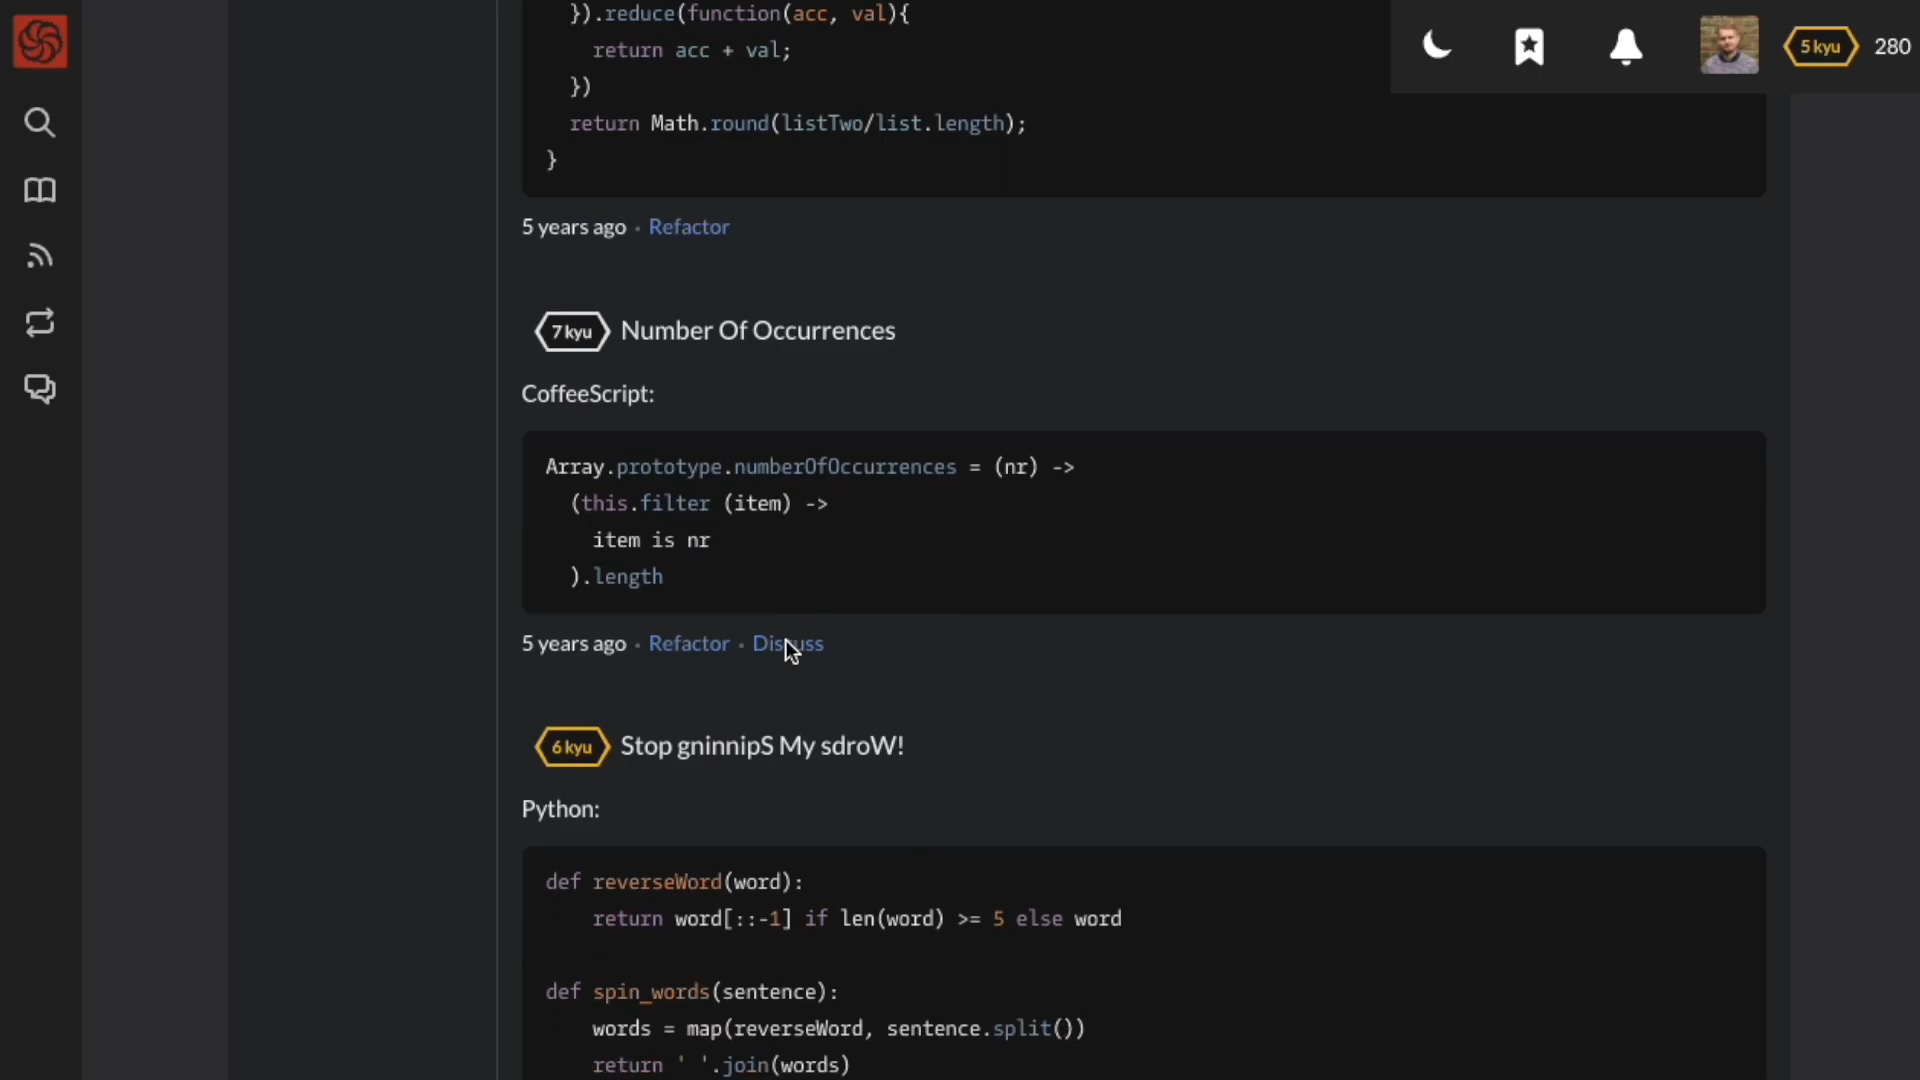 }).reduce(function(acc, val){
return acc + val;
})
return Math.round(listTwo/list.length);
}
5 kyu 280
5 years ago · Refactor
7 kyu Number Of Occurrences
CoffeeScript:
Array.prototype.numberOfOccurrences = (nr) ->
(this.filter (item) ->
item is nr
).length
5 years ago · Refactor · Discuss
6 kyu Stop gninnipS My sdroW!
Python:
def reverseWord(word):
return word[::-1] if len(word) >= 5 else word
def spin_words(sentence):
words = map(reverseWord, sentence.split())
return ' '.join(words)